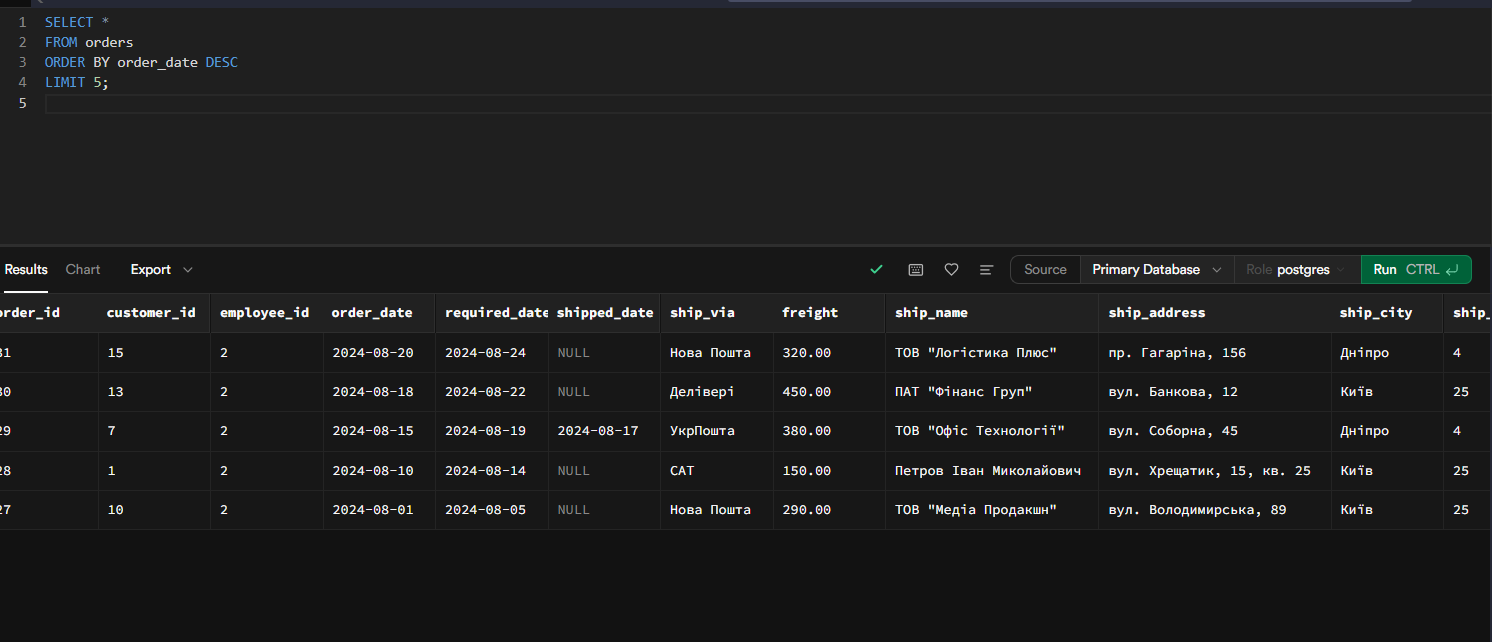 1 SELECT *
2 FROM orders
3 ORDER BY order_date DESC
4 LIMIT 5;
5
Results Chart Export Source Primary Database Role postgres Run CTRL
order_id customer_id employee_id order_date required_date shipped_date ship_via freight ship_name ship_address ship_city ship_
31 15 2 2024-08-20 2024-08-24 NULL Нова Пошта 320.00 ТОВ "Логістика Плюс" пр. Гагаріна, 156 Дніпро 4
30 13 2 2024-08-18 2024-08-22 NULL Делівері 450.00 ПАТ "Фінанс Груп" вул. Банкова, 12 Київ 25
29 7 2 2024-08-15 2024-08-19 2024-08-17 УкрПошта 380.00 ТОВ "Офіс Технології" вул. Соборна, 45 Дніпро 4
28 1 2 2024-08-10 2024-08-14 NULL САТ 150.00 Петров Іван Миколайович вул. Хрещатик, 15, кв. 25 Київ 25
27 10 2 2024-08-01 2024-08-05 NULL Нова Пошта 290.00 ТОВ "Медіа Продакшн" вул. Володимирська, 89 Київ 25